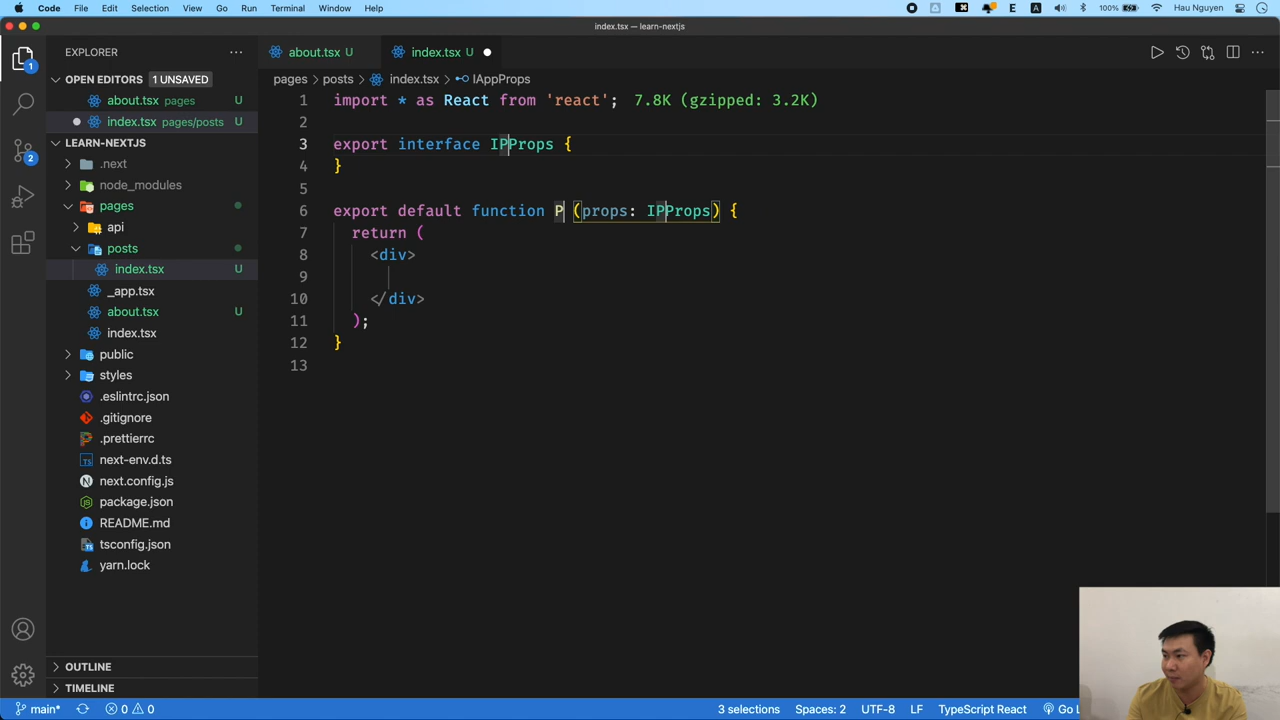 Code File Edit Selection View Go Run Terminal Window Help E A 100% Hau Nguyen
index.tsx — learn-nextjs
EXPLORER ...
about.tsx U index.tsx U
OPEN EDITORS 1 UNSAVED
pages > posts > index.tsx > IAppProps
about.tsx pages U
index.tsx pages/posts U
LEARN-NEXTJS
.next
node_modules
pages
api
posts
index.tsx U
_app.tsx
about.tsx U
index.tsx
public
styles
.eslintrc.json
.gitignore
.prettierrc
next-env.d.ts
next.config.js
package.json
README.md
tsconfig.json
yarn.lock
OUTLINE
TIMELINE
1
2
1 import * as React from 'react'; 7.8K (gzipped: 3.2K)
2
3 export interface IPProps {
4 }
5
6 export default function P (props: IPProps) {
7 return (
8 <div>
9
10 </div>
11 );
12 }
13
main* 0 0 3 selections Spaces: 2 UTF-8 LF TypeScript React Go L